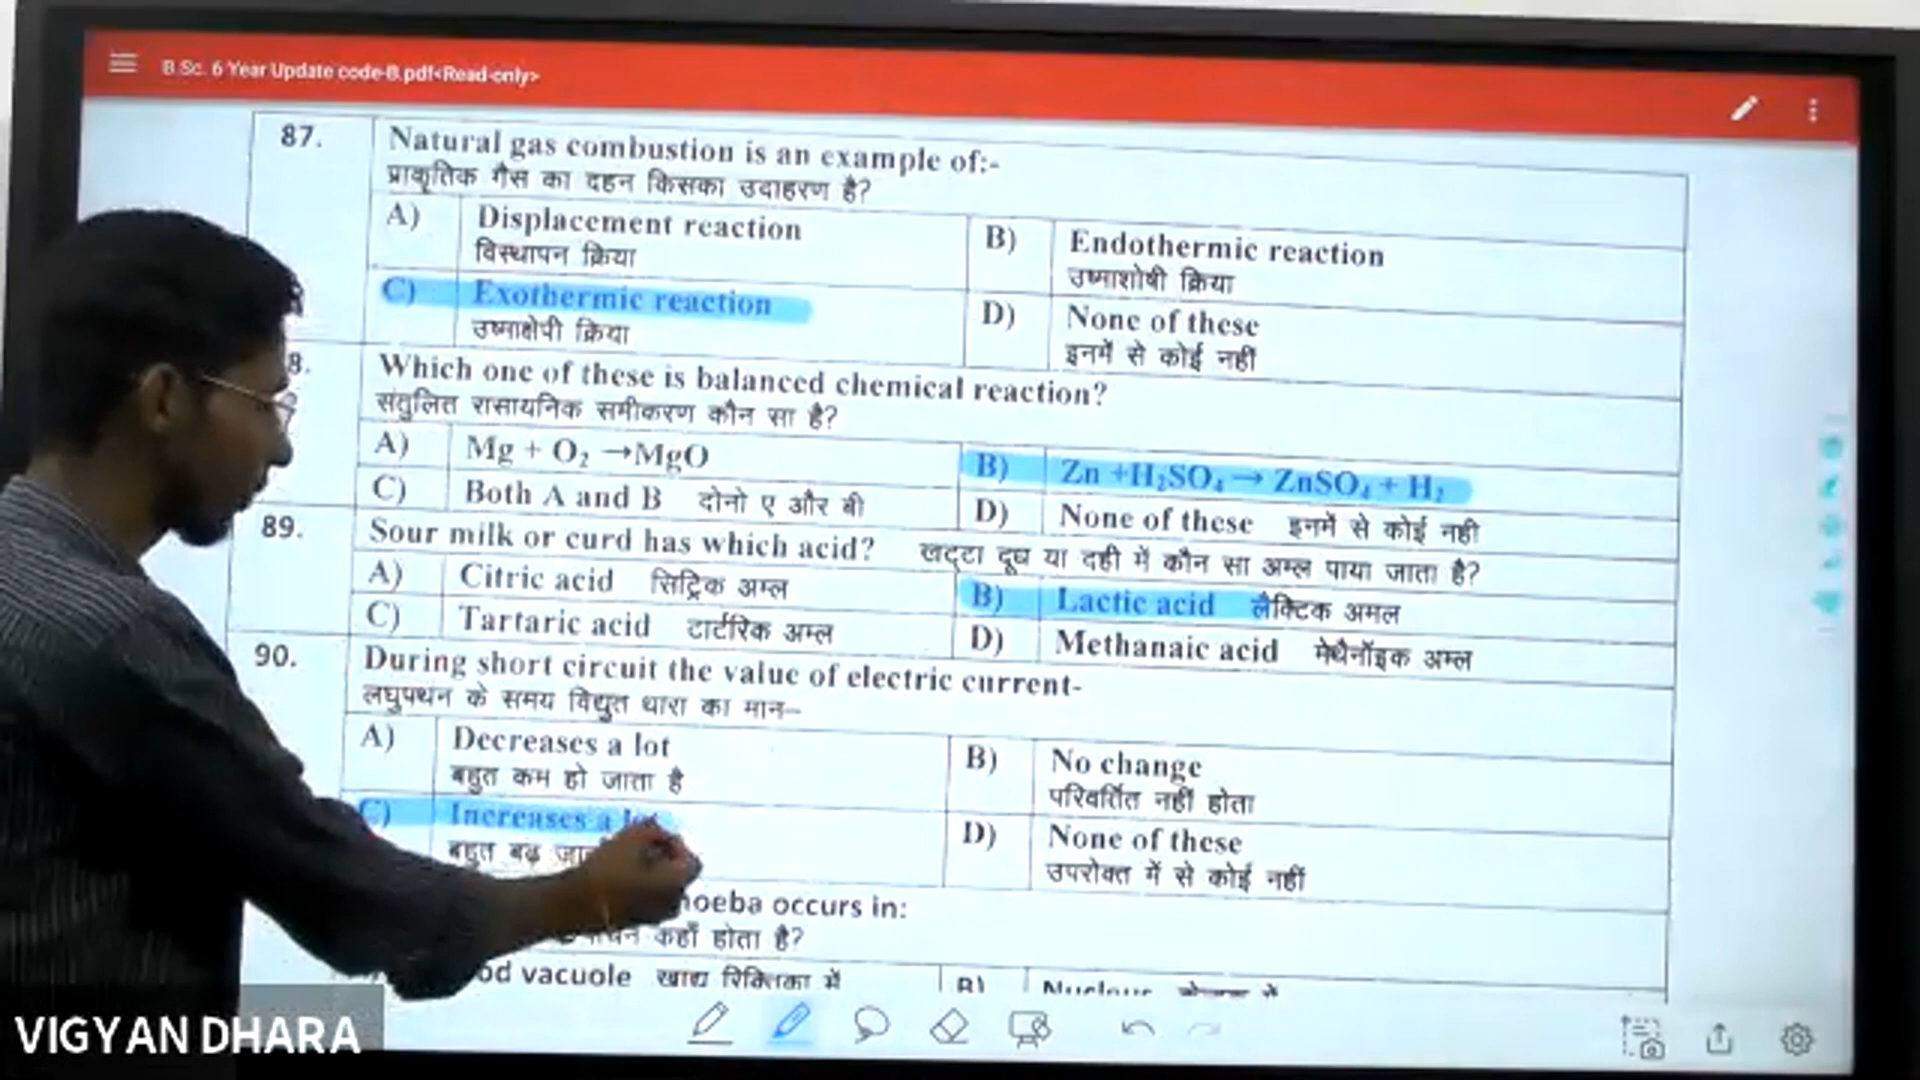 B.Sc. 6 Year Update code-B.pdf<Read-only>
87. Natural gas combustion is an example of:-
प्राकृतिक गैस का दहन किसका उदाहरण है?
A) Displacement reaction
विस्थापन क्रिया
B) Endothermic reaction
उष्माशोषी क्रिया
C) Exothermic reaction
उष्माक्षेपी क्रिया
D) None of these
इनमें से कोई नहीं
8. Which one of these is balanced chemical reaction?
संतुलित रासायनिक समीकरण कौन सा है?
A) Mg + O₂ →MgO
B) Zn +H₂SO₄→ ZnSO₄ + H₂
C) Both A and B दोनो ए और बी
D) None of these इनमें से कोई नही
89. Sour milk or curd has which acid? खट्टा दूध या दही में कौन सा अम्ल पाया जाता है?
A) Citric acid सिट्रिक अम्ल
B) Lactic acid लैक्टिक अमल
C) Tartaric acid टार्टरिक अम्ल
D) Methanaic acid मेथैनॉइक अम्ल
90. During short circuit the value of electric current-
लघुपथन के समय विद्युत धारा का मान–
A) Decreases a lot
बहुत कम हो जाता है
B) No change
परिवर्तित नहीं होता
C) Increases a lot
बहुत बढ़
D) None of these
उपरोक्त में से कोई नहीं
occurs in:
कहाँ होता है?
vacuole खाद्य रिक्तिका में
VIGYAN DHARA